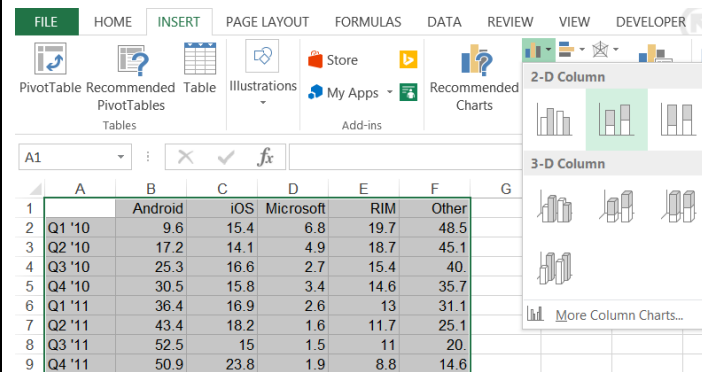 FILE HOME INSERT PAGE LAYOUT FORMULAS DATA REVIEW VIEW DEVELOPER
PivotTable Recommended PivotTables Table
Tables
Illustrations
Store
My Apps
Add-ins
Recommended Charts
2-D Column
3-D Column
More Column Charts...
A1 fx
A B C D E F G
1 Android iOS Microsoft RIM Other
2 Q1 '10 9.6 15.4 6.8 19.7 48.5
3 Q2 '10 17.2 14.1 4.9 18.7 45.1
4 Q3 '10 25.3 16.6 2.7 15.4 40.
5 Q4 '10 30.5 15.8 3.4 14.6 35.7
6 Q1 '11 36.4 16.9 2.6 13 31.1
7 Q2 '11 43.4 18.2 1.6 11.7 25.1
8 Q3 '11 52.5 15 1.5 11 20.
9 Q4 '11 50.9 23.8 1.9 8.8 14.6